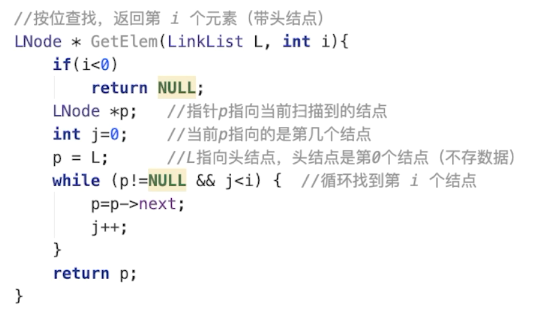 //按位查找，返回第 i 个元素（带头结点）
LNode * GetElem(LinkList L, int i){
    if(i<0)
        return NULL;
    LNode *p;   //指针p指向当前扫描到的结点
    int j=0;    //当前p指向的是第几个结点
    p = L;      //L指向头结点，头结点是第0个结点（不存数据）
    while (p!=NULL && j<i) {  //循环找到第 i 个结点
        p=p->next;
        j++;
    }
    return p;
}